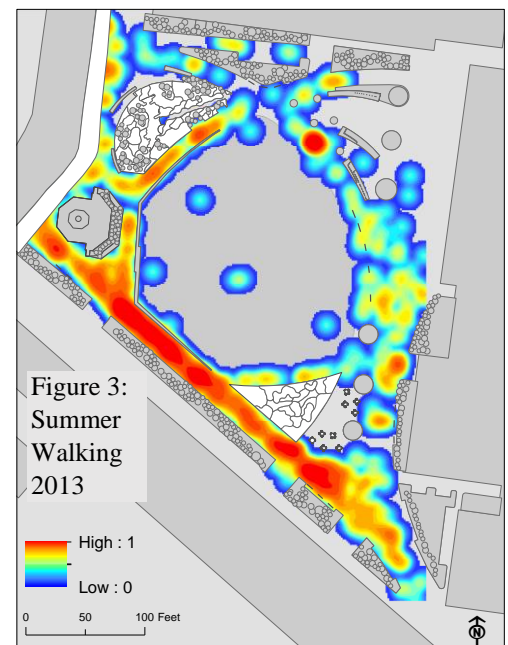 Figure 3:
Summer
Walking
2013
High : 1
Low : 0
0 50 100 Feet
N